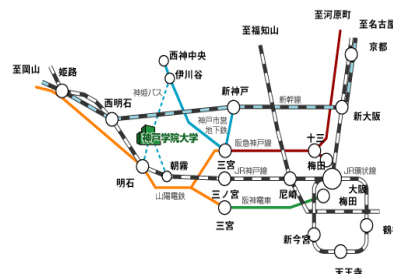 至河原町
至名古屋
至福知山
京都
西神中央
至岡山
姫路
伊川谷
新神戸
神姫バス
新幹線
西明石
新大阪
神戸市営
地下鉄
神戸学院大学
阪急神戸線
十三
三宮
梅田
朝霧
JR神戸線
JR環状線
明石
大阪
三ノ宮
尼崎
山陽電鉄
阪神電車
梅田
三宮
新今宮
鶴
天王寺